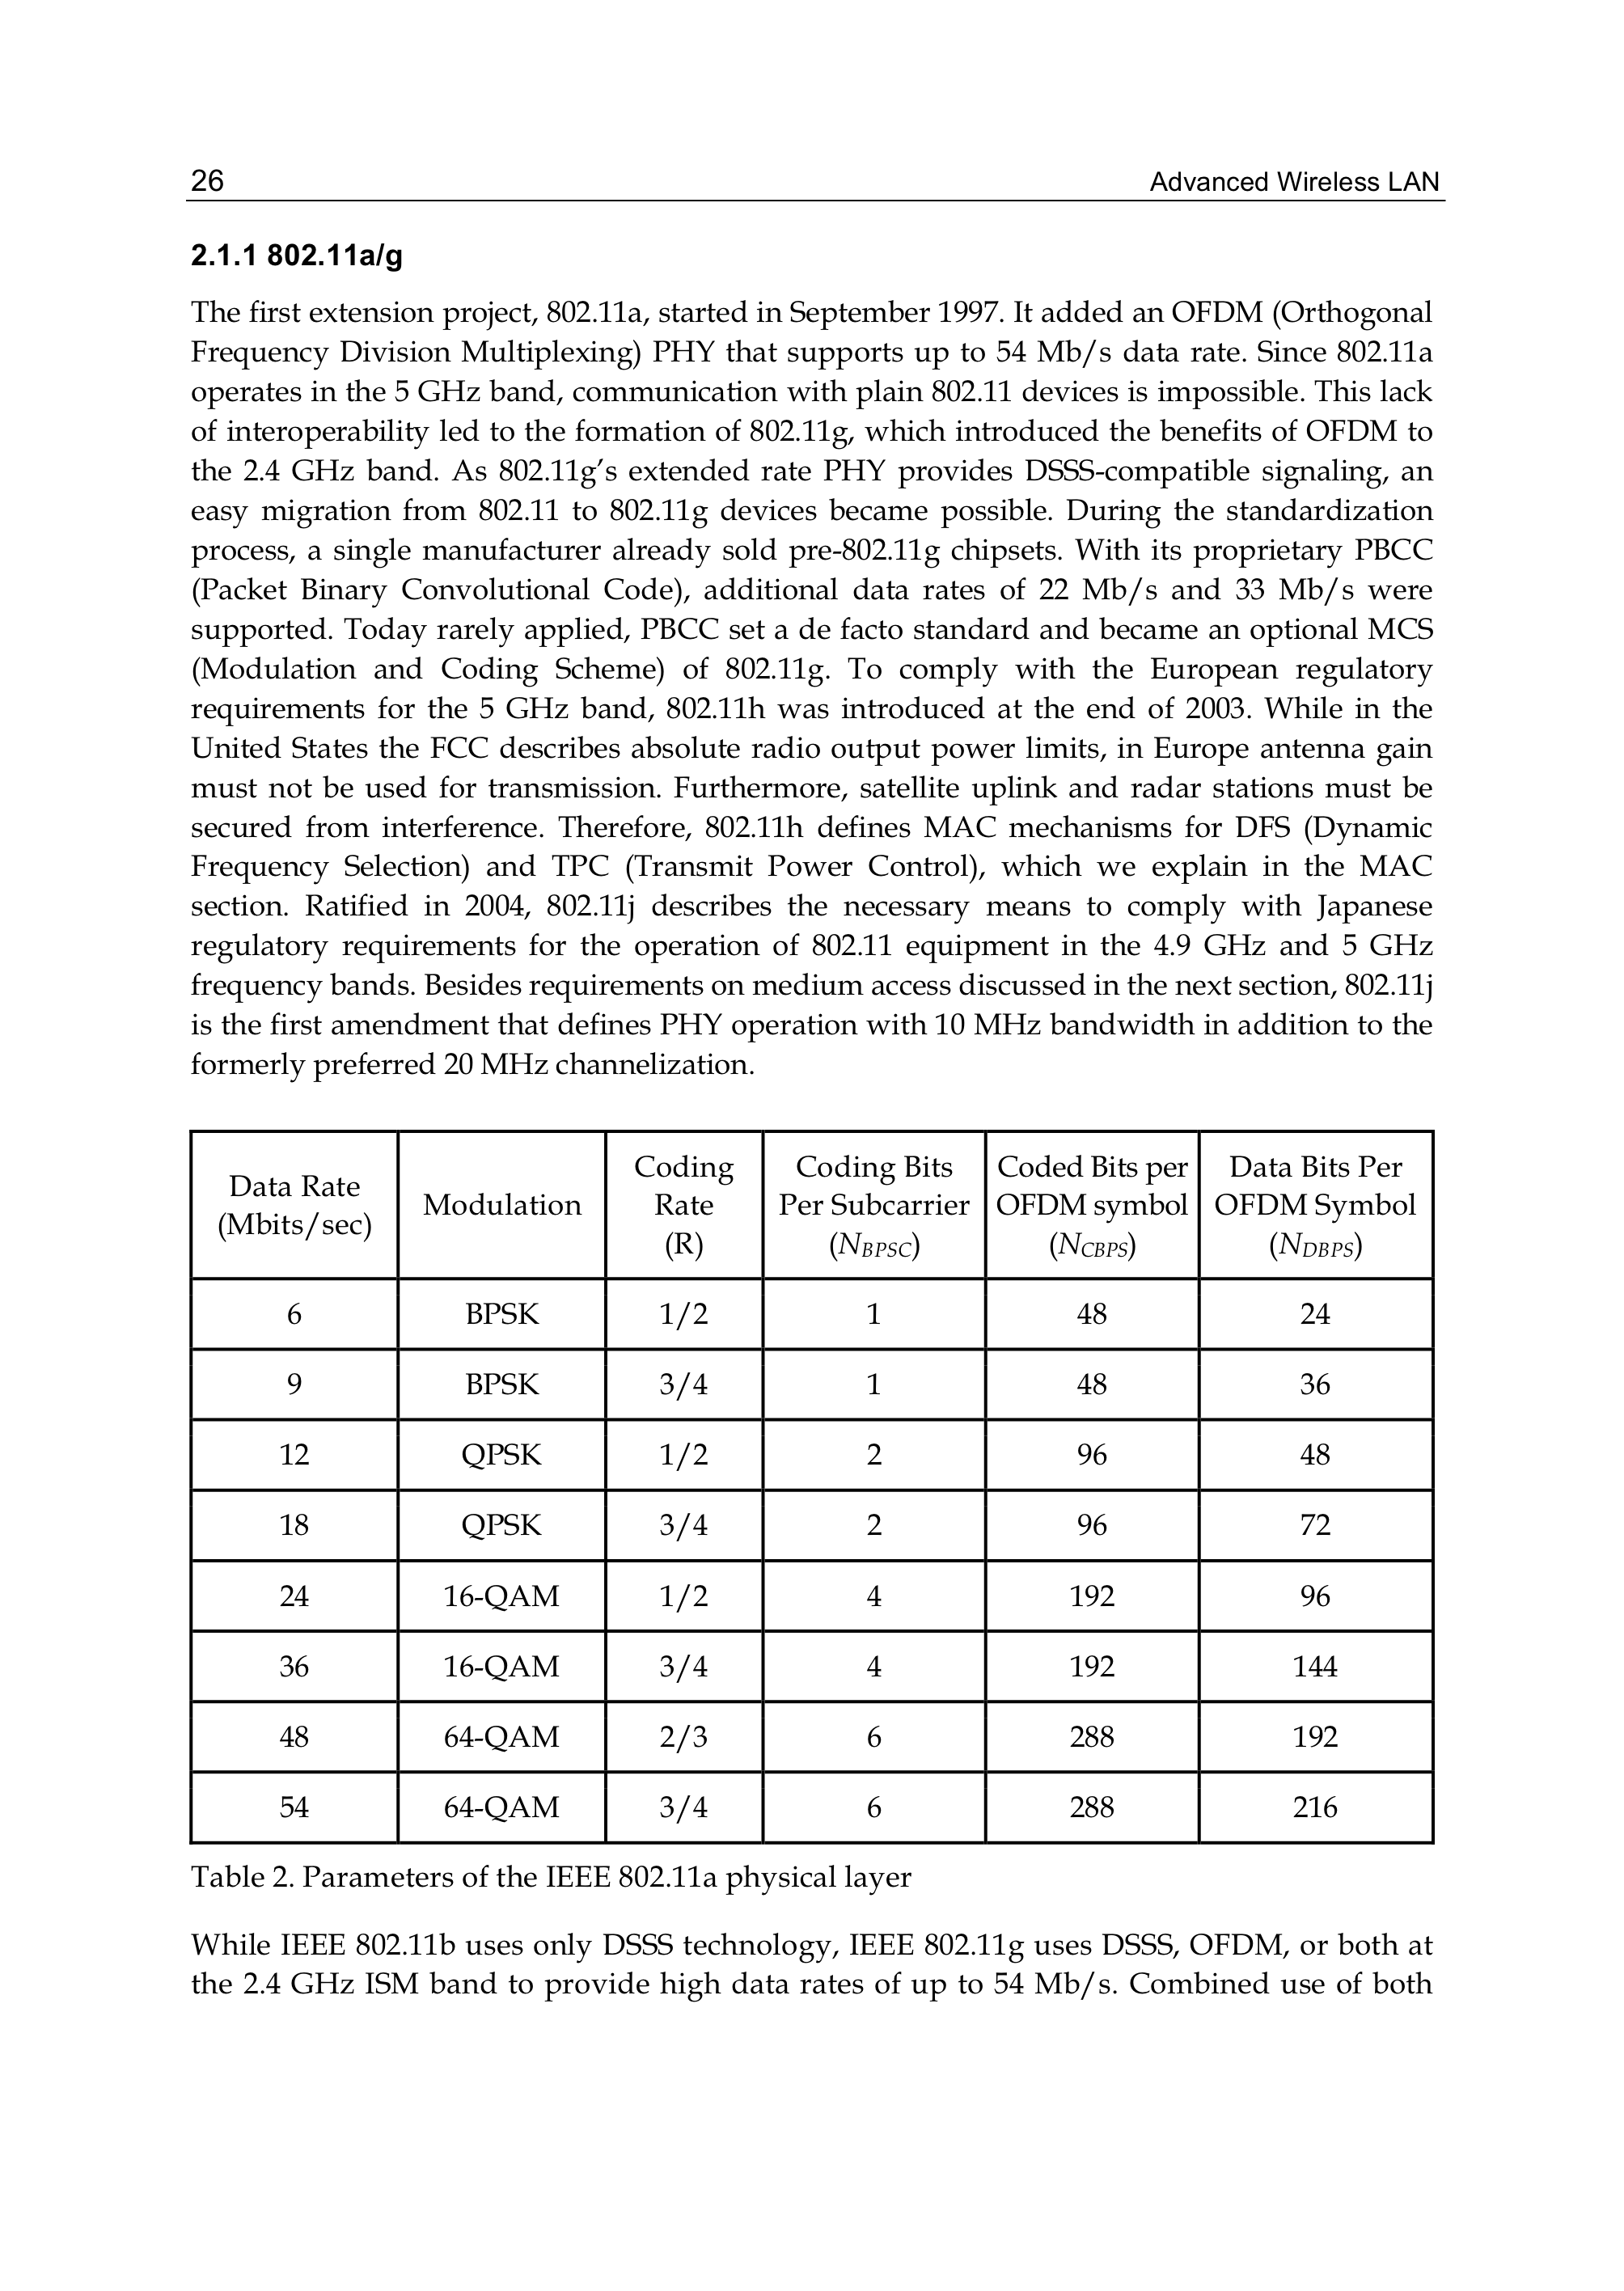 26 Advanced Wireless LAN
2.1.1 802.11a/g
The first extension project, 802.11a, started in September 1997. It added an OFDM (Orthogonal
Frequency Division Multiplexing) PHY that supports up to 54 Mb/s data rate. Since 802.11a
operates in the 5 GHz band, communication with plain 802.11 devices is impossible. This lack
of interoperability led to the formation of 802.11g, which introduced the benefits of OFDM to
the 2.4 GHz band. As 802.11g's extended rate PHY provides DSSS-compatible signaling, an
easy migration from 802.11 to 802.11g devices became possible. During the standardization
process, a single manufacturer already sold pre-802.11g chipsets. With its proprietary PBCC
(Packet Binary Convolutional Code), additional data rates of 22 Mb/s and 33 Mb/s were
supported. Today rarely applied, PBCC set a de facto standard and became an optional MCS
(Modulation and Coding Scheme) of 802.11g. To comply with the European regulatory
requirements for the 5 GHz band, 802.11h was introduced at the end of 2003. While in the
United States the FCC describes absolute radio output power limits, in Europe antenna gain
must not be used for transmission. Furthermore, satellite uplink and radar stations must be
secured from interference. Therefore, 802.11h defines MAC mechanisms for DFS (Dynamic
Frequency Selection) and TPC (Transmit Power Control), which we explain in the MAC
section. Ratified in 2004, 802.11j describes the necessary means to comply with Japanese
regulatory requirements for the operation of 802.11 equipment in the 4.9 GHz and 5 GHz
frequency bands. Besides requirements on medium access discussed in the next section, 802.11j
is the first amendment that defines PHY operation with 10 MHz bandwidth in addition to the
formerly preferred 20 MHz channelization.
Data Rate
(Mbits/sec)
Modulation
Coding
Rate
(R)
Coding Bits
Per Subcarrier
(NBPSC)
Coded Bits per
OFDM symbol
(NCBPS)
Data Bits Per
OFDM Symbol
(NDBPS)
6 BPSK 1/2 1 48 24
9 BPSK 3/4 1 48 36
12 QPSK 1/2 2 96 48
18 QPSK 3/4 2 96 72
24 16-QAM 1/2 4 192 96
36 16-QAM 3/4 4 192 144
48 64-QAM 2/3 6 288 192
54 64-QAM 3/4 6 288 216
Table 2. Parameters of the IEEE 802.11a physical layer
While IEEE 802.11b uses only DSSS technology, IEEE 802.11g uses DSSS, OFDM, or both at
the 2.4 GHz ISM band to provide high data rates of up to 54 Mb/s. Combined use of both